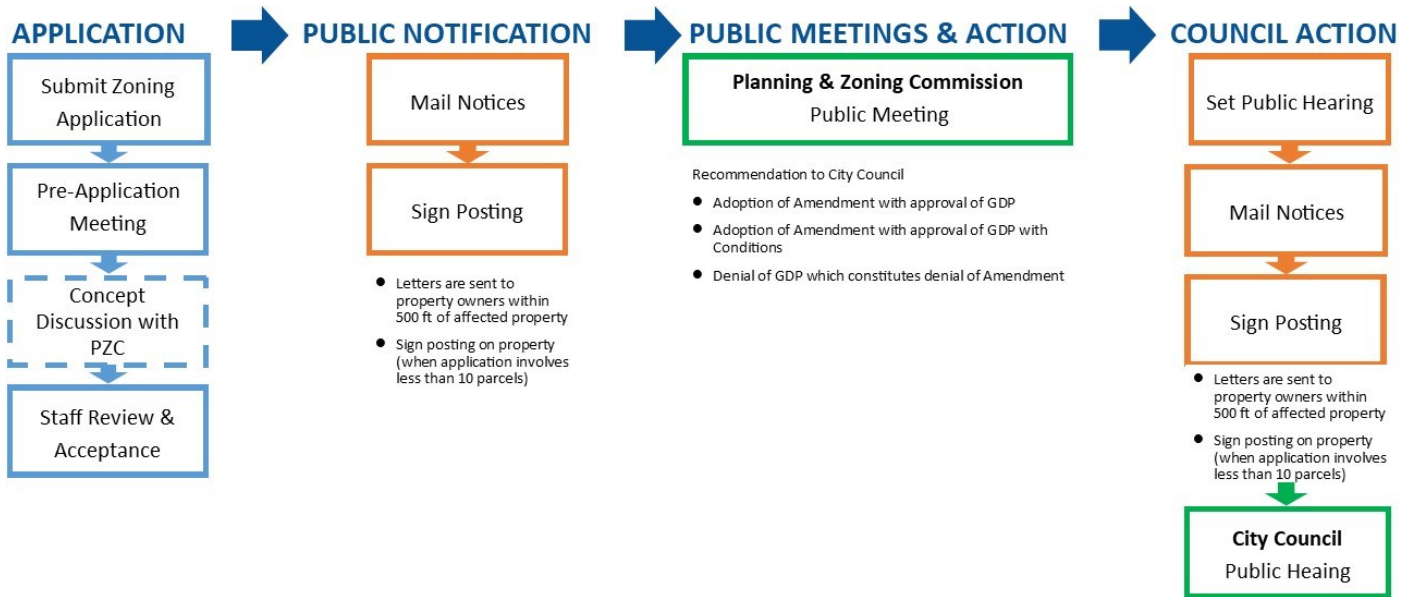 APPLICATION
Submit Zoning
Application
Pre-Application
Meeting
Concept
Discussion with
PZC
Staff Review &
Acceptance
PUBLIC NOTIFICATION
Mail Notices
Sign Posting
● Letters are sent to
property owners within
500 ft of affected property
● Sign posting on property
(when application involves
less than 10 parcels)
PUBLIC MEETINGS & ACTION
Planning & Zoning Commission
Public Meeting
Recommendation to City Council
● Adoption of Amendment with approval of GDP
● Adoption of Amendment with approval of GDP with
Conditions
● Denial of GDP which constitutes denial of Amendment
COUNCIL ACTION
Set Public Hearing
Mail Notices
Sign Posting
● Letters are sent to
property owners within
500 ft of affected property
● Sign posting on property
(when application involves
less than 10 parcels)
City Council
Public Heaing